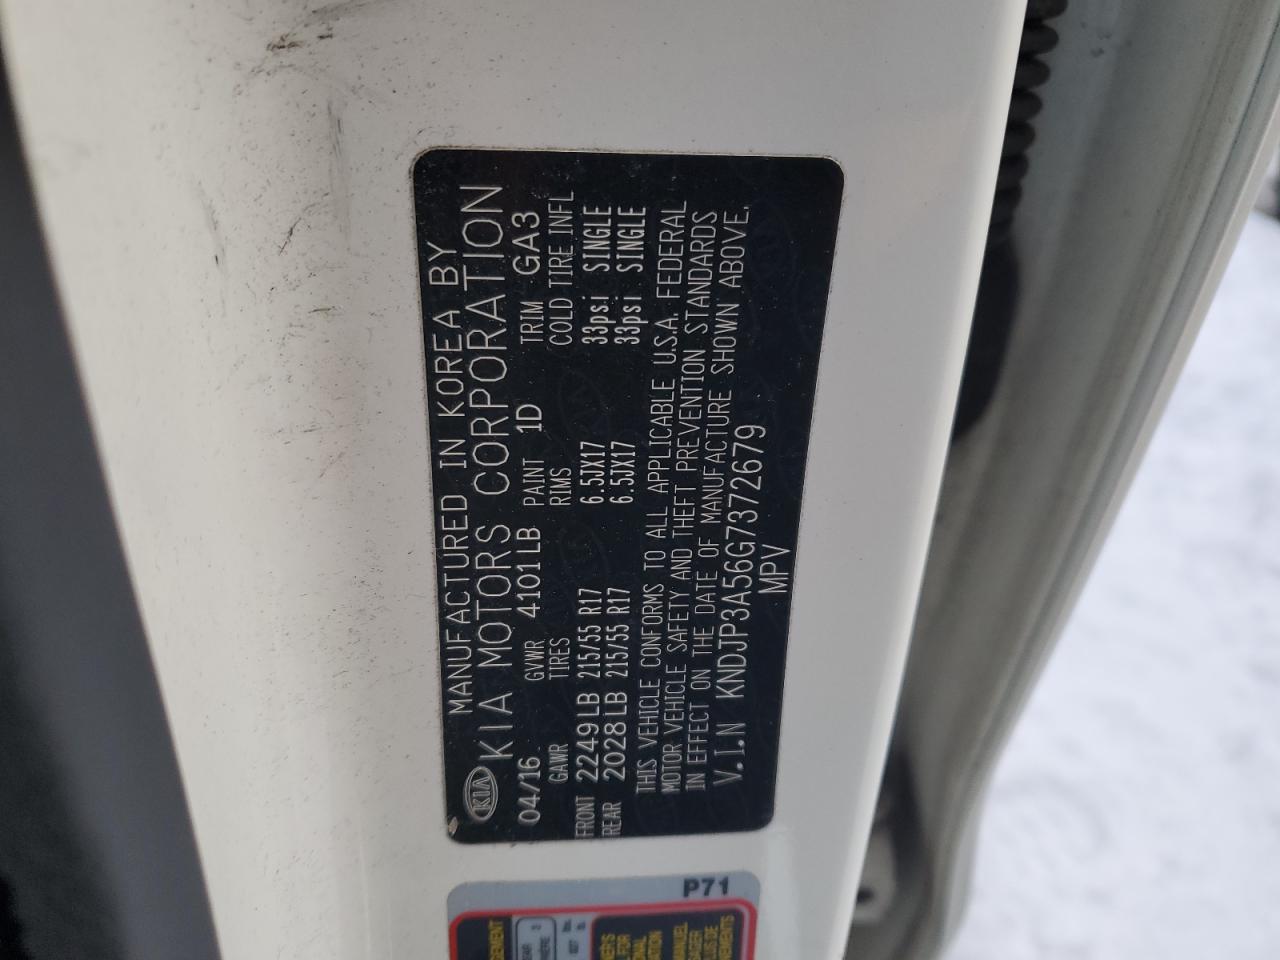 MANUFACTURED IN KOREA BY
KIA KIA MOTORS CORPORATION
04/16 GVWR 4101LB PAINT 1D TRIM GA3
GAWR TIRES RIMS COLD TIRE INFL
FRONT 2249LB 215/55 R17 6.5JX17 33psi SINGLE
REAR 2028LB 215/55 R17 6.5JX17 33psi SINGLE
THIS VEHICLE CONFORMS TO ALL APPLICABLE U.S.A. FEDERAL
MOTOR VEHICLE SAFETY AND THEFT PREVENTION STANDARDS
IN EFFECT ON THE DATE OF MANUFACTURE SHOWN ABOVE.
V.I.N KNDJP3A56G7372679
MPV
P71
MANUEL